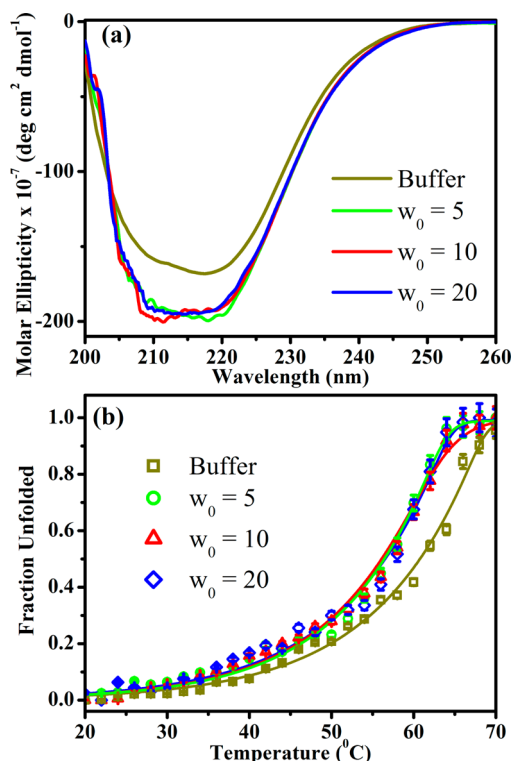 (a)
Molar Ellipticity x 10⁻⁷ (deg cm² dmol⁻¹)
0
-100
-200
Buffer
w₀ = 5
w₀ = 10
w₀ = 20
200 210 220 230 240 250 260
Wavelength (nm)
(b)
Fraction Unfolded
1.0
0.8
0.6
0.4
0.2
0.0
Buffer
w₀ = 5
w₀ = 10
w₀ = 20
20 30 40 50 60 70
Temperature (⁰C)